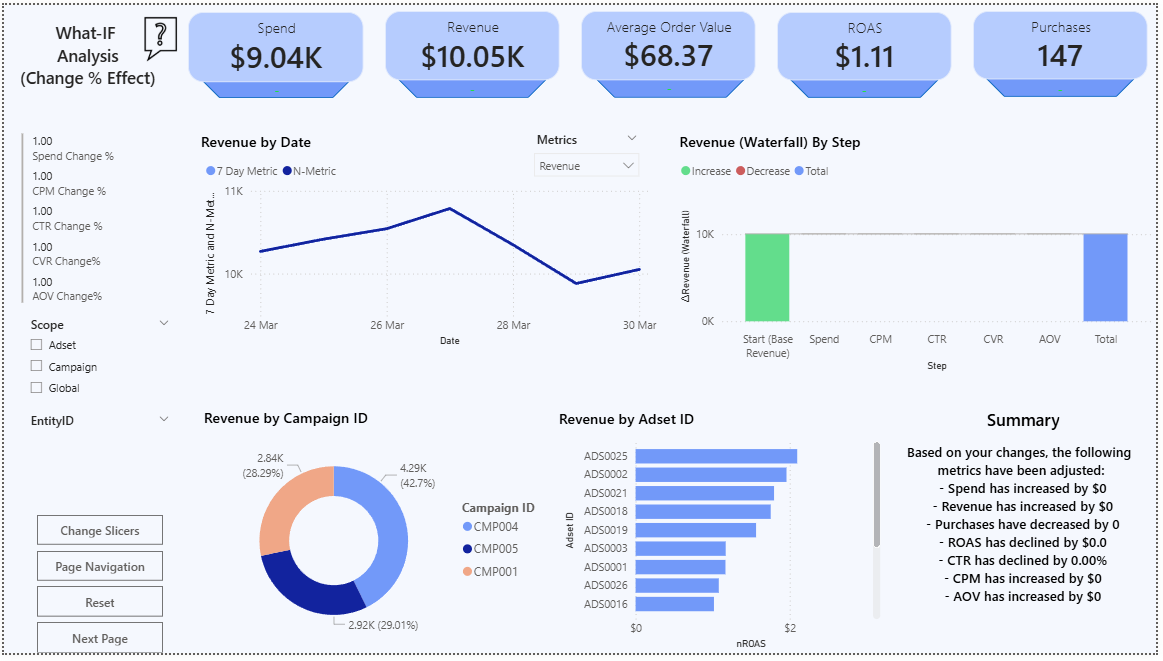 What-IF
Analysis
(Change % Effect)
?
Spend
$9.04K
Revenue
$10.05K
Average Order Value
$68.37
ROAS
$1.11
Purchases
147
1.00
Spend Change %
1.00
CPM Change %
1.00
CTR Change %
1.00
CVR Change%
1.00
AOV Change%
Scope
Adset
Campaign
Global
EntityID
Change Slicers
Page Navigation
Reset
Next Page
Revenue by Date
Metrics
Revenue
7 Day Metric N-Metric
7 Day Metric and N-Met...
11K
10K
24 Mar 26 Mar 28 Mar 30 Mar
Date
Revenue (Waterfall) By Step
Increase Decrease Total
ΔRevenue (Waterfall)
10K
0K
Start (Base Spend CPM CTR CVR AOV Total
Revenue)
Step
Revenue by Campaign ID
2.84K
(28.29%)
4.29K
(42.7%)
2.92K (29.01%)
Campaign ID
CMP004
CMP005
CMP001
Revenue by Adset ID
Adset ID
ADS0025
ADS0002
ADS0021
ADS0018
ADS0019
ADS0003
ADS0001
ADS0026
ADS0016
$0 $2
nROAS
Summary
Based on your changes, the following
metrics have been adjusted:
- Spend has increased by $0
- Revenue has increased by $0
- Purchases have decreased by 0
- ROAS has declined by $0.0
- CTR has declined by 0.00%
- CPM has increased by $0
- AOV has increased by $0